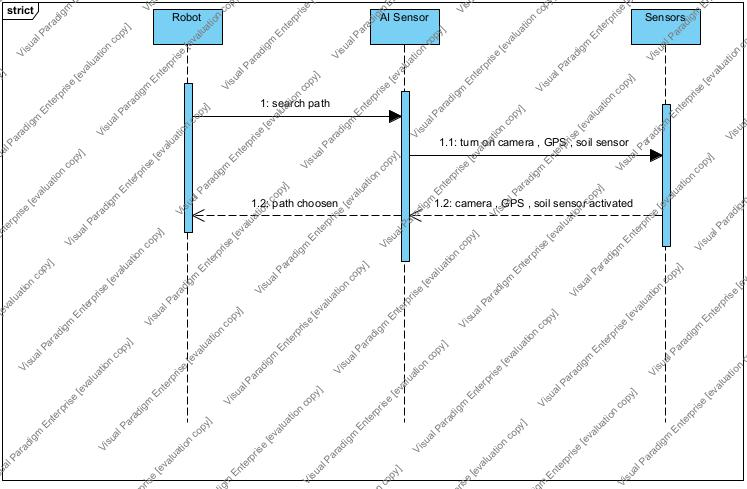 strict
Robot
AI Sensor
Sensors
1: search path
1.1: turn on camera , GPS , soil sensor
1.2: path choosen
1.2: camera , GPS , soil sensor activated
Visual Paradigm Enterprise [evaluation copy]